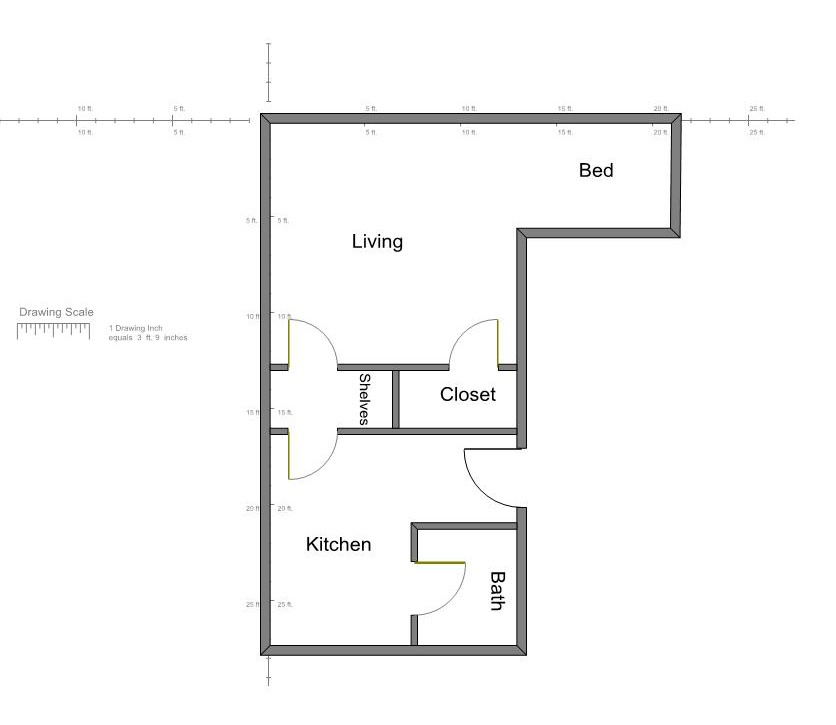 10 ft. 5 ft. 5 ft. 10 ft. 15 ft. 20 ft. 25 ft.
10 ft. 5 ft. 5 ft. 10 ft. 15 ft. 20 ft. 25 ft.
Bed
5 ft. 5 ft.
Living
Drawing Scale
10 ft. 10 ft.
1 Drawing Inch
equals 3 ft. 9 inches
Shelves
Closet
15 ft. 15 ft.
20 ft. 20 ft.
Kitchen
Bath
25 ft. 25 ft.